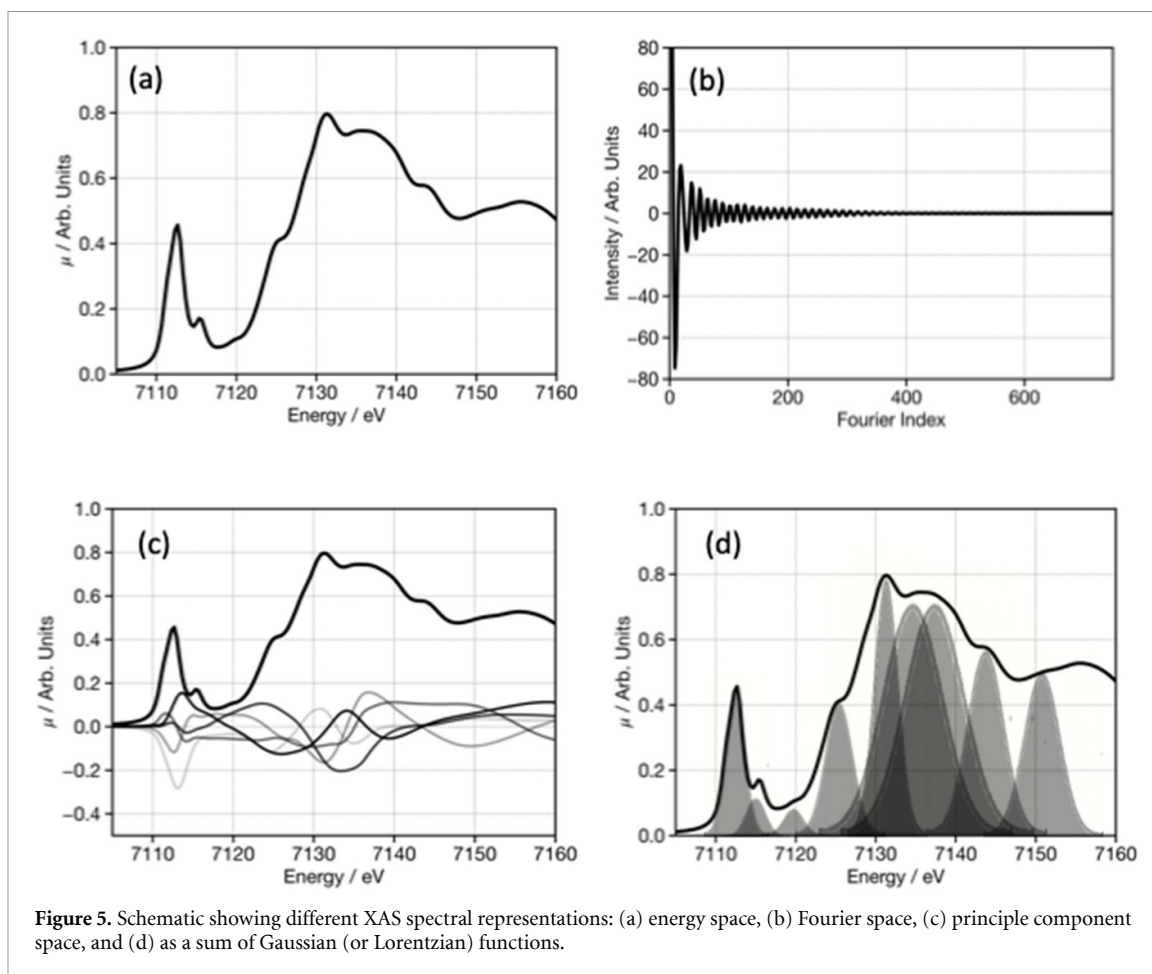 (a)
1.0
0.8
0.6
0.4
0.2
0.0
μ / Arb. Units
7110 7120 7130 7140 7150 7160
Energy / eV
(b)
80
60
40
20
0
−20
−40
−60
−80
Intensity / Arb. Units
0 200 400 600
Fourier Index
(c)
1.0
0.8
0.6
0.4
0.2
0.0
−0.2
−0.4
μ / Arb. Units
7110 7120 7130 7140 7150 7160
Energy / eV
(d)
1.0
0.8
0.6
0.4
0.2
0.0
μ / Arb. Units
7110 7120 7130 7140 7150 7160
Energy / eV
Figure 5. Schematic showing different XAS spectral representations: (a) energy space, (b) Fourier space, (c) principle component
space, and (d) as a sum of Gaussian (or Lorentzian) functions.